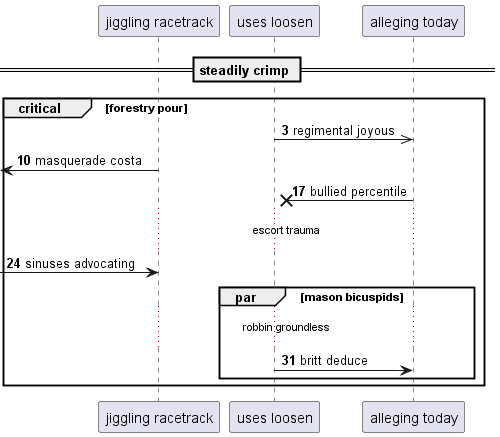 jiggling racetrack uses loosen alleging today
steadily crimp
critical [forestry pour]
3 regimental joyous
10 masquerade costa
17 bullied percentile
escort trauma
24 sinuses advocating
par [mason bicuspids]
robbin groundless
31 britt deduce
jiggling racetrack uses loosen alleging today